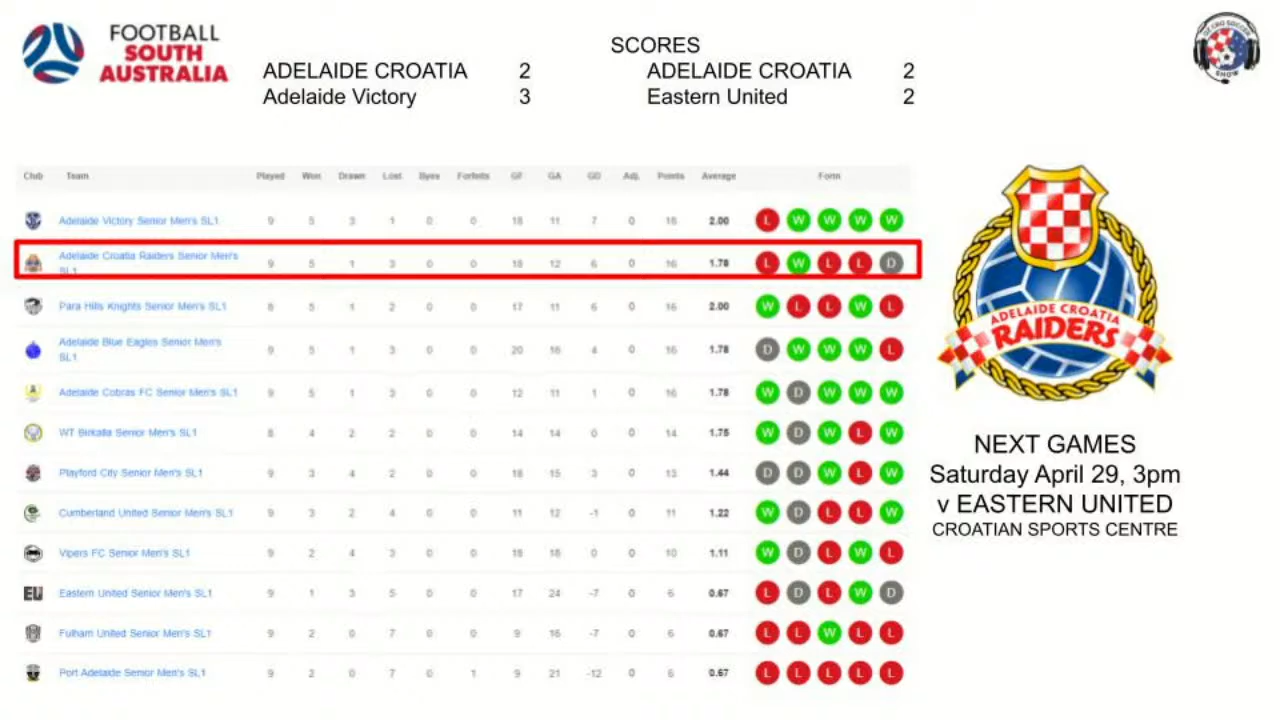 FOOTBALL
SOUTH
AUSTRALIA
SCORES
ADELAIDE CROATIA 2 ADELAIDE CROATIA 2
Adelaide Victory 3 Eastern United 2
OZ CRO SOCCER
SHOW
Club Team Played Won Drawn Lost Byes Forfeits GF GA GD Adj. Points Average Form
Adelaide Victory Senior Men's SL1 9 5 3 1 0 0 18 11 7 0 18 2.00 L W W W W
Adelaide Croatia Raiders Senior Men's
SL1 9 5 1 3 0 0 18 12 6 0 16 1.78 L W L L D
Para Hills Knights Senior Men's SL1 8 5 1 2 0 0 17 11 6 0 16 2.00 W L L W L
Adelaide Blue Eagles Senior Men's
SL1 9 5 1 3 0 0 20 16 4 0 16 1.78 D W W W L
Adelaide Cobras FC Senior Men's SL1 9 5 1 3 0 0 12 11 1 0 16 1.78 W D W W W
WT Birkalla Senior Men's SL1 8 4 2 2 0 0 14 14 0 0 14 1.75 W D W L W
Playford City Senior Men's SL1 9 3 4 2 0 0 18 15 3 0 13 1.44 D D W L W
Cumberland United Senior Men's SL1 9 3 2 4 0 0 11 12 -1 0 11 1.22 W D L L W
Vipers FC Senior Men's SL1 9 2 4 3 0 0 18 18 0 0 10 1.11 W D L W L
EU Eastern United Senior Men's SL1 9 1 3 5 0 0 17 24 -7 0 6 0.67 L D L W D
Fulham United Senior Men's SL1 9 2 0 7 0 0 9 16 -7 0 6 0.67 L L W L L
Port Adelaide Senior Men's SL1 9 2 0 7 0 1 9 21 -12 0 6 0.67 L L L L L
ADELAIDE CROATIA
RAIDERS
NEXT GAMES
Saturday April 29, 3pm
v EASTERN UNITED
CROATIAN SPORTS CENTRE